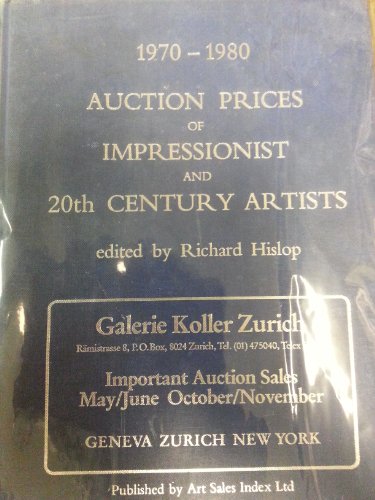 1970 – 1980
AUCTION PRICES
OF
IMPRESSIONIST
AND
20th CENTURY ARTISTS
edited by Richard Hislop
Galerie Koller Zurich
Rämistrasse 8, P.O.Box, 8024 Zurich, Tel. (01) 475040,
Important Auction Sales
May/June October/November
GENEVA ZURICH NEW YORK
Published by Art Sales Index Ltd